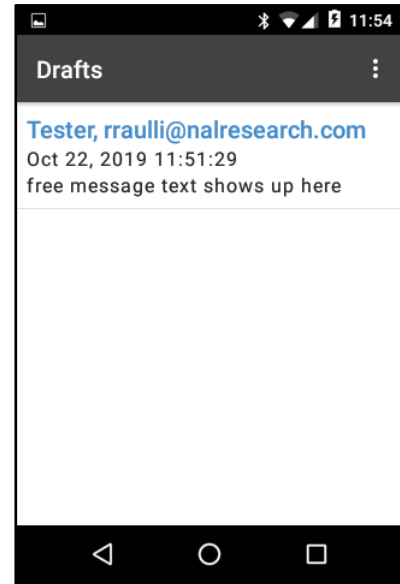 11:54
Drafts
Tester, rraulli@nalresearch.com
Oct 22, 2019 11:51:29
free message text shows up here